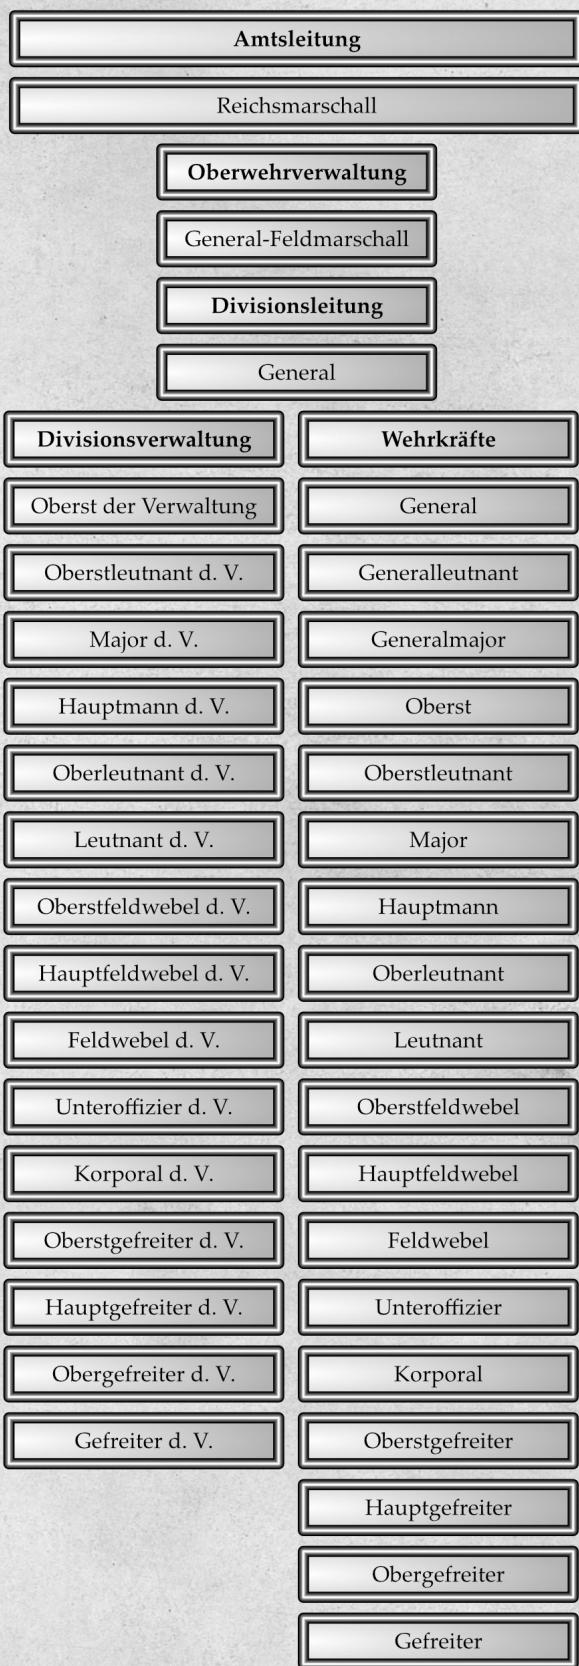 Amtsleitung
Reichsmarschall
Oberwehrverwaltung
General-Feldmarschall
Divisionsleitung
General
Divisionsverwaltung
Oberst der Verwaltung
Oberstleutnant d. V.
Major d. V.
Hauptmann d. V.
Oberleutnant d. V.
Leutnant d. V.
Oberstfeldwebel d. V.
Hauptfeldwebel d. V.
Feldwebel d. V.
Unteroffizier d. V.
Korporal d. V.
Oberstgefreiter d. V.
Hauptgefreiter d. V.
Obergefreiter d. V.
Gefreiter d. V.
Wehrkräfte
General
Generalleutnant
Generalmajor
Oberst
Oberstleutnant
Major
Hauptmann
Oberleutnant
Leutnant
Oberstfeldwebel
Hauptfeldwebel
Feldwebel
Unteroffizier
Korporal
Oberstgefreiter
Hauptgefreiter
Obergefreiter
Gefreiter